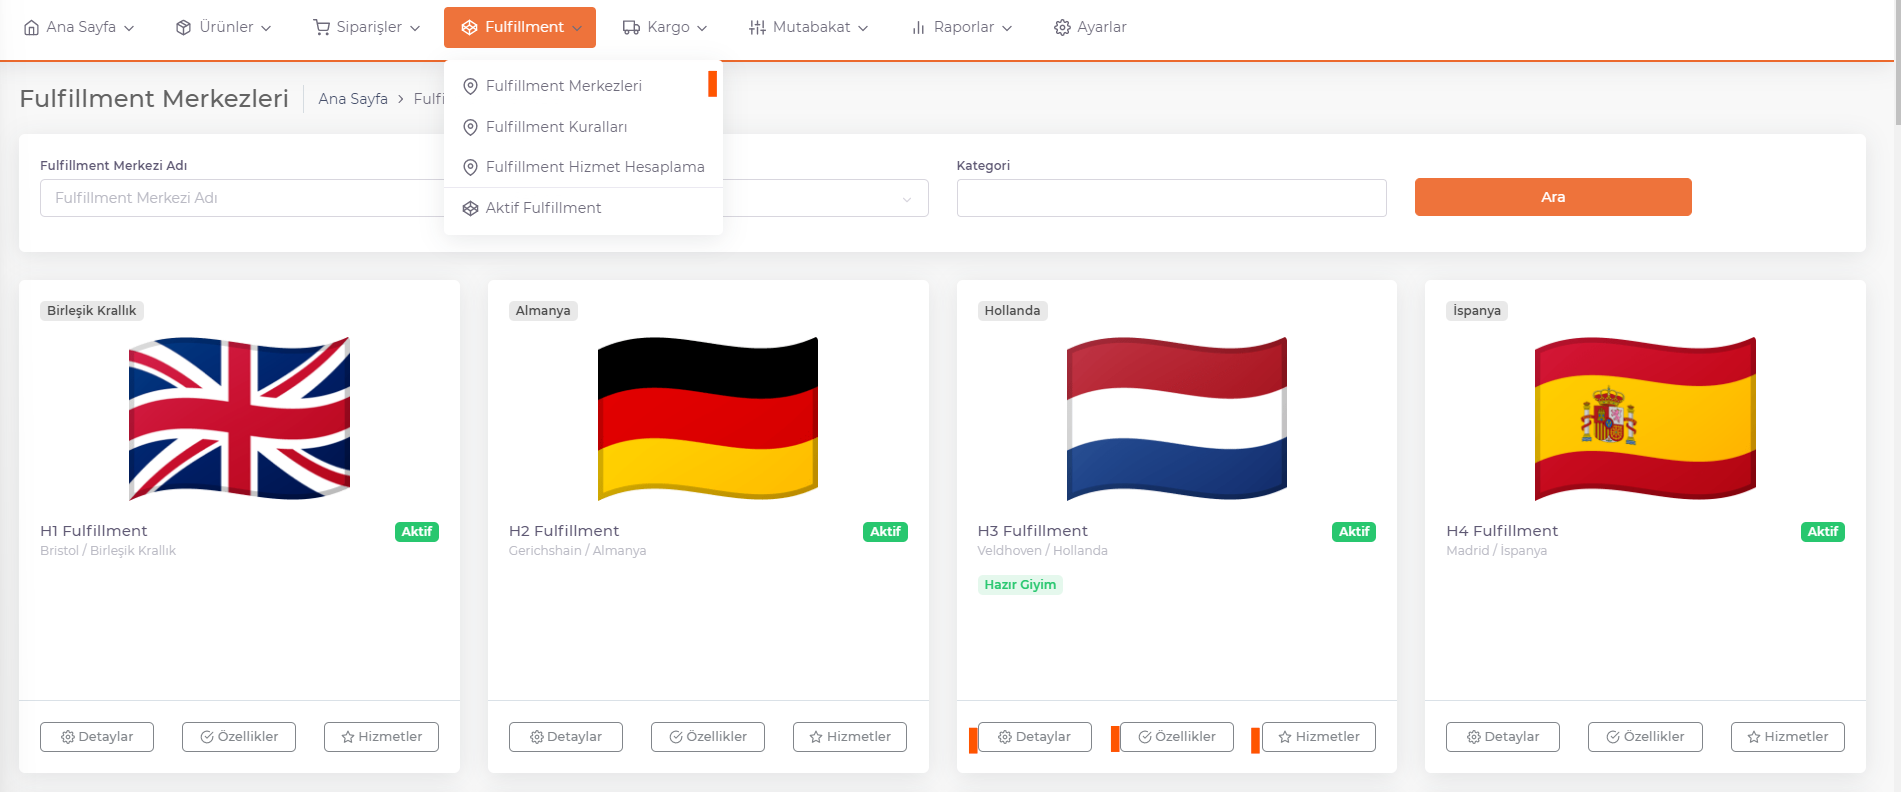 Ana Sayfa
Ürünler
Siparişler
Fulfillment
Kargo
Mutabakat
Raporlar
Ayarlar
Fulfillment Merkezleri
Fulfillment Kuralları
Fulfillment Hizmet Hesaplama
Aktif Fulfillment
Fulfillment Merkezleri
Ana Sayfa > Fulfi
Fulfillment Merkezi Adı
Fulfillment Merkezi Adı
Kategori
Ara
Birleşik Krallık
H1 Fulfillment
Aktif
Bristol / Birleşik Krallık
Detaylar
Özellikler
Hizmetler
Almanya
H2 Fulfillment
Aktif
Gerichshain / Almanya
Detaylar
Özellikler
Hizmetler
Hollanda
H3 Fulfillment
Aktif
Veldhoven / Hollanda
Hazır Giyim
Detaylar
Özellikler
Hizmetler
İspanya
H4 Fulfillment
Aktif
Madrid / İspanya
Detaylar
Özellikler
Hizmetler